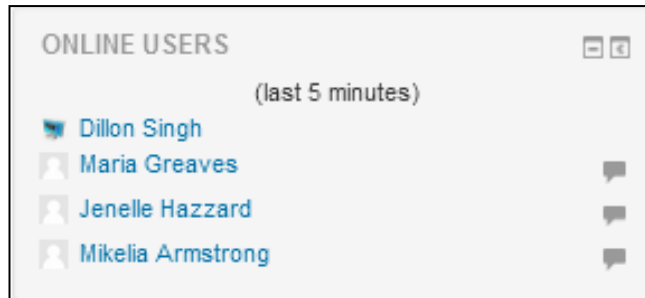 ONLINE USERS
(last 5 minutes)
Dillon Singh
Maria Greaves
Jenelle Hazzard
Mikelia Armstrong